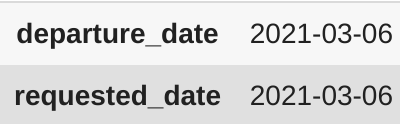 departure_date 2021-03-06
requested_date 2021-03-06